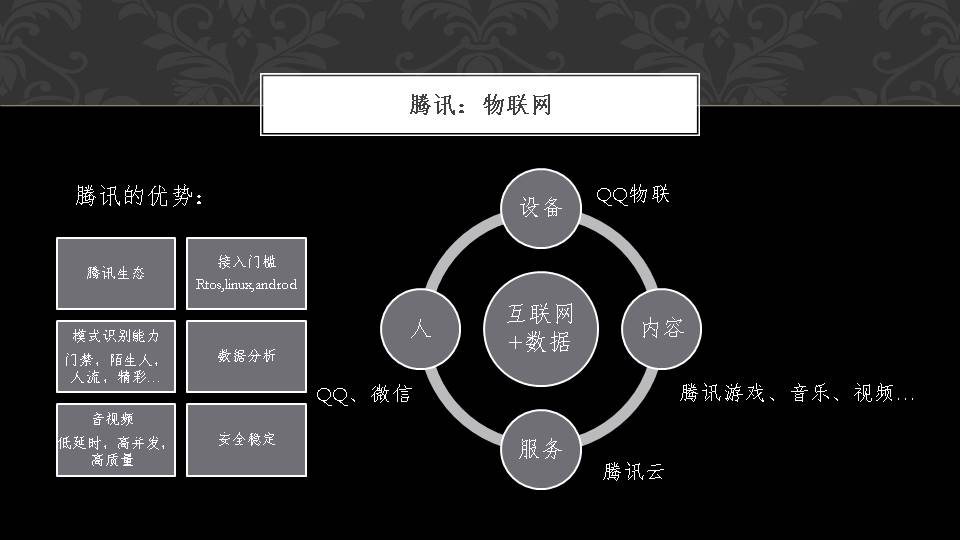 腾讯：物联网
腾讯的优势：
腾讯生态
接入门槛
Rtos,linux,androd
模式识别能力
门禁，陌生人，
人流，精彩...
数据分析
音视频
低延时，高并发，
高质量
安全稳定
设备
QQ物联
人
互联网
+数据
内容
QQ、微信
腾讯游戏、音乐、视频...
服务
腾讯云